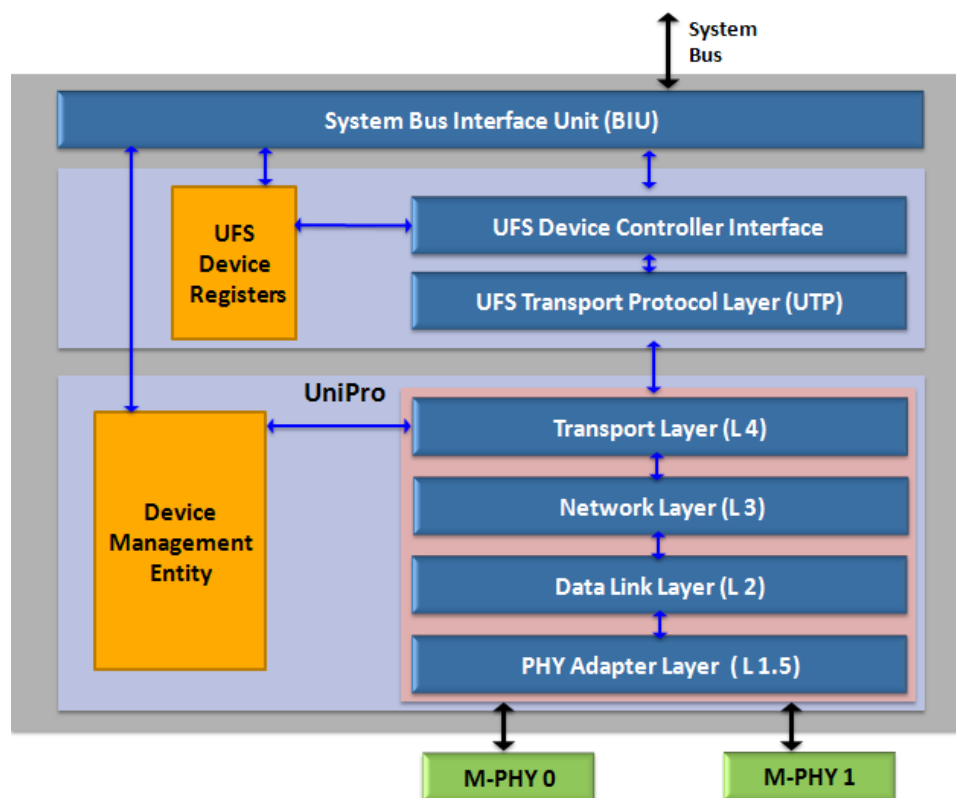 System
Bus
System Bus Interface Unit (BIU)
UFS
Device
Registers
UFS Device Controller Interface
UFS Transport Protocol Layer (UTP)
UniPro
Device
Management
Entity
Transport Layer (L 4)
Network Layer (L 3)
Data Link Layer (L 2)
PHY Adapter Layer ( L 1.5)
M-PHY 0
M-PHY 1